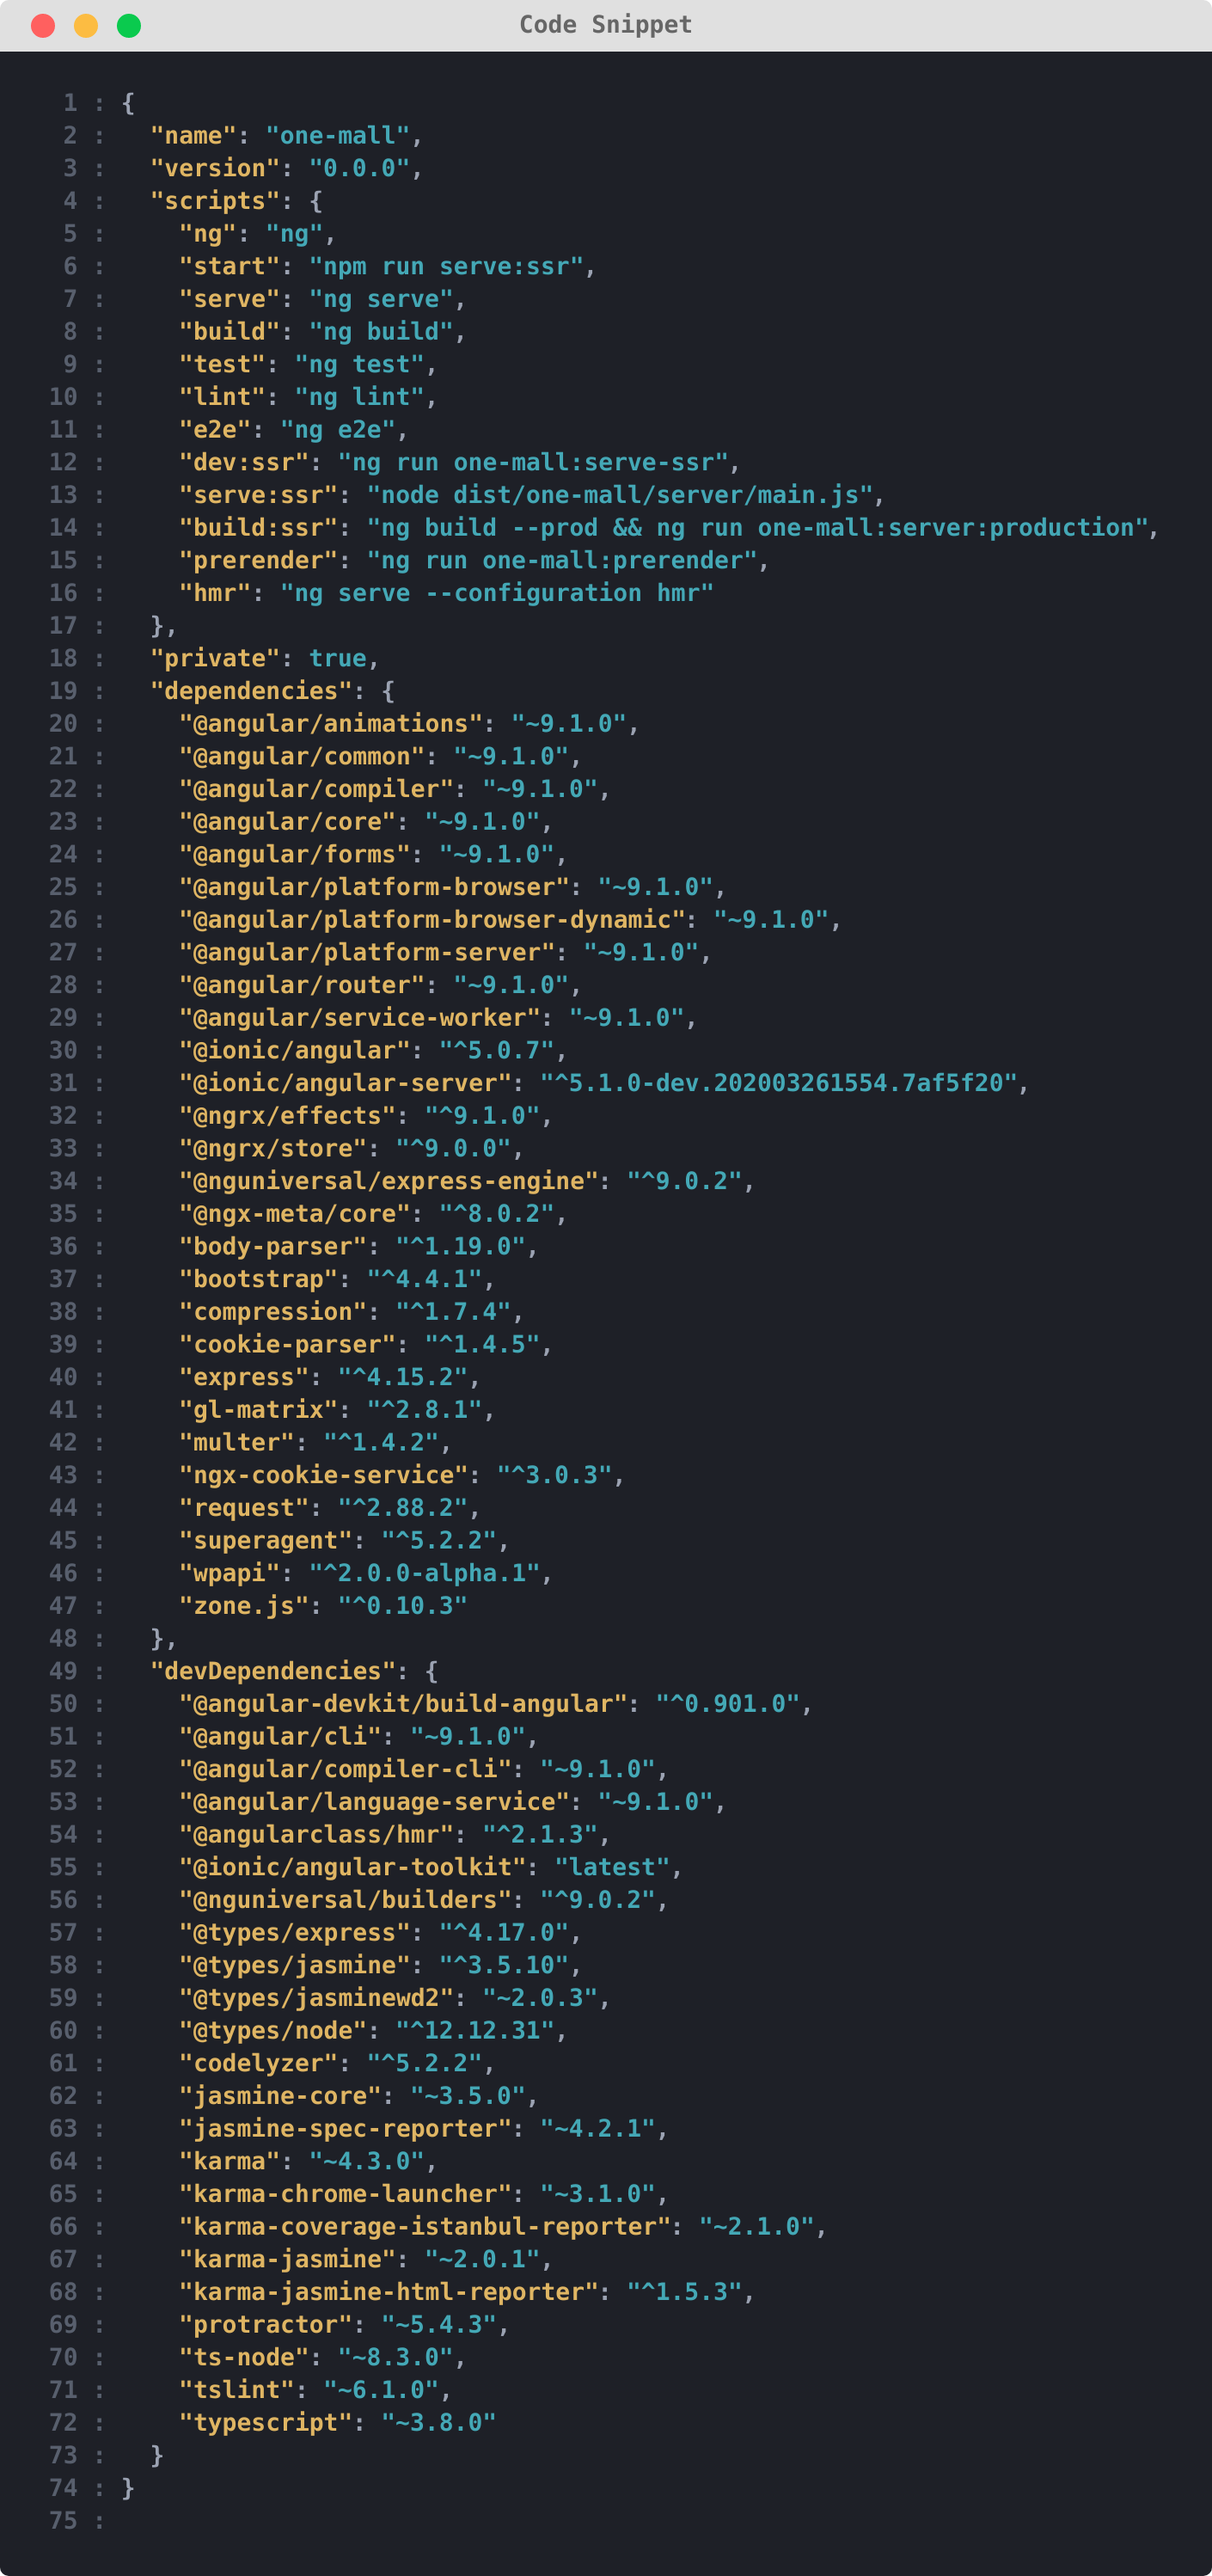 Code Snippet
1 : {
2 :   "name": "one-mall",
3 :   "version": "0.0.0",
4 :   "scripts": {
5 :     "ng": "ng",
6 :     "start": "npm run serve:ssr",
7 :     "serve": "ng serve",
8 :     "build": "ng build",
9 :     "test": "ng test",
10 :     "lint": "ng lint",
11 :     "e2e": "ng e2e",
12 :     "dev:ssr": "ng run one-mall:serve-ssr",
13 :     "serve:ssr": "node dist/one-mall/server/main.js",
14 :     "build:ssr": "ng build --prod && ng run one-mall:server:production",
15 :     "prerender": "ng run one-mall:prerender",
16 :     "hmr": "ng serve --configuration hmr"
17 :   },
18 :   "private": true,
19 :   "dependencies": {
20 :     "@angular/animations": "~9.1.0",
21 :     "@angular/common": "~9.1.0",
22 :     "@angular/compiler": "~9.1.0",
23 :     "@angular/core": "~9.1.0",
24 :     "@angular/forms": "~9.1.0",
25 :     "@angular/platform-browser": "~9.1.0",
26 :     "@angular/platform-browser-dynamic": "~9.1.0",
27 :     "@angular/platform-server": "~9.1.0",
28 :     "@angular/router": "~9.1.0",
29 :     "@angular/service-worker": "~9.1.0",
30 :     "@ionic/angular": "^5.0.7",
31 :     "@ionic/angular-server": "^5.1.0-dev.202003261554.7af5f20",
32 :     "@ngrx/effects": "^9.1.0",
33 :     "@ngrx/store": "^9.0.0",
34 :     "@nguniversal/express-engine": "^9.0.2",
35 :     "@ngx-meta/core": "^8.0.2",
36 :     "body-parser": "^1.19.0",
37 :     "bootstrap": "^4.4.1",
38 :     "compression": "^1.7.4",
39 :     "cookie-parser": "^1.4.5",
40 :     "express": "^4.15.2",
41 :     "gl-matrix": "^2.8.1",
42 :     "multer": "^1.4.2",
43 :     "ngx-cookie-service": "^3.0.3",
44 :     "request": "^2.88.2",
45 :     "superagent": "^5.2.2",
46 :     "wpapi": "^2.0.0-alpha.1",
47 :     "zone.js": "^0.10.3"
48 :   },
49 :   "devDependencies": {
50 :     "@angular-devkit/build-angular": "^0.901.0",
51 :     "@angular/cli": "~9.1.0",
52 :     "@angular/compiler-cli": "~9.1.0",
53 :     "@angular/language-service": "~9.1.0",
54 :     "@angularclass/hmr": "^2.1.3",
55 :     "@ionic/angular-toolkit": "latest",
56 :     "@nguniversal/builders": "^9.0.2",
57 :     "@types/express": "^4.17.0",
58 :     "@types/jasmine": "^3.5.10",
59 :     "@types/jasminewd2": "~2.0.3",
60 :     "@types/node": "^12.12.31",
61 :     "codelyzer": "^5.2.2",
62 :     "jasmine-core": "~3.5.0",
63 :     "jasmine-spec-reporter": "~4.2.1",
64 :     "karma": "~4.3.0",
65 :     "karma-chrome-launcher": "~3.1.0",
66 :     "karma-coverage-istanbul-reporter": "~2.1.0",
67 :     "karma-jasmine": "~2.0.1",
68 :     "karma-jasmine-html-reporter": "^1.5.3",
69 :     "protractor": "~5.4.3",
70 :     "ts-node": "~8.3.0",
71 :     "tslint": "~6.1.0",
72 :     "typescript": "~3.8.0"
73 :   }
74 : }
75 :